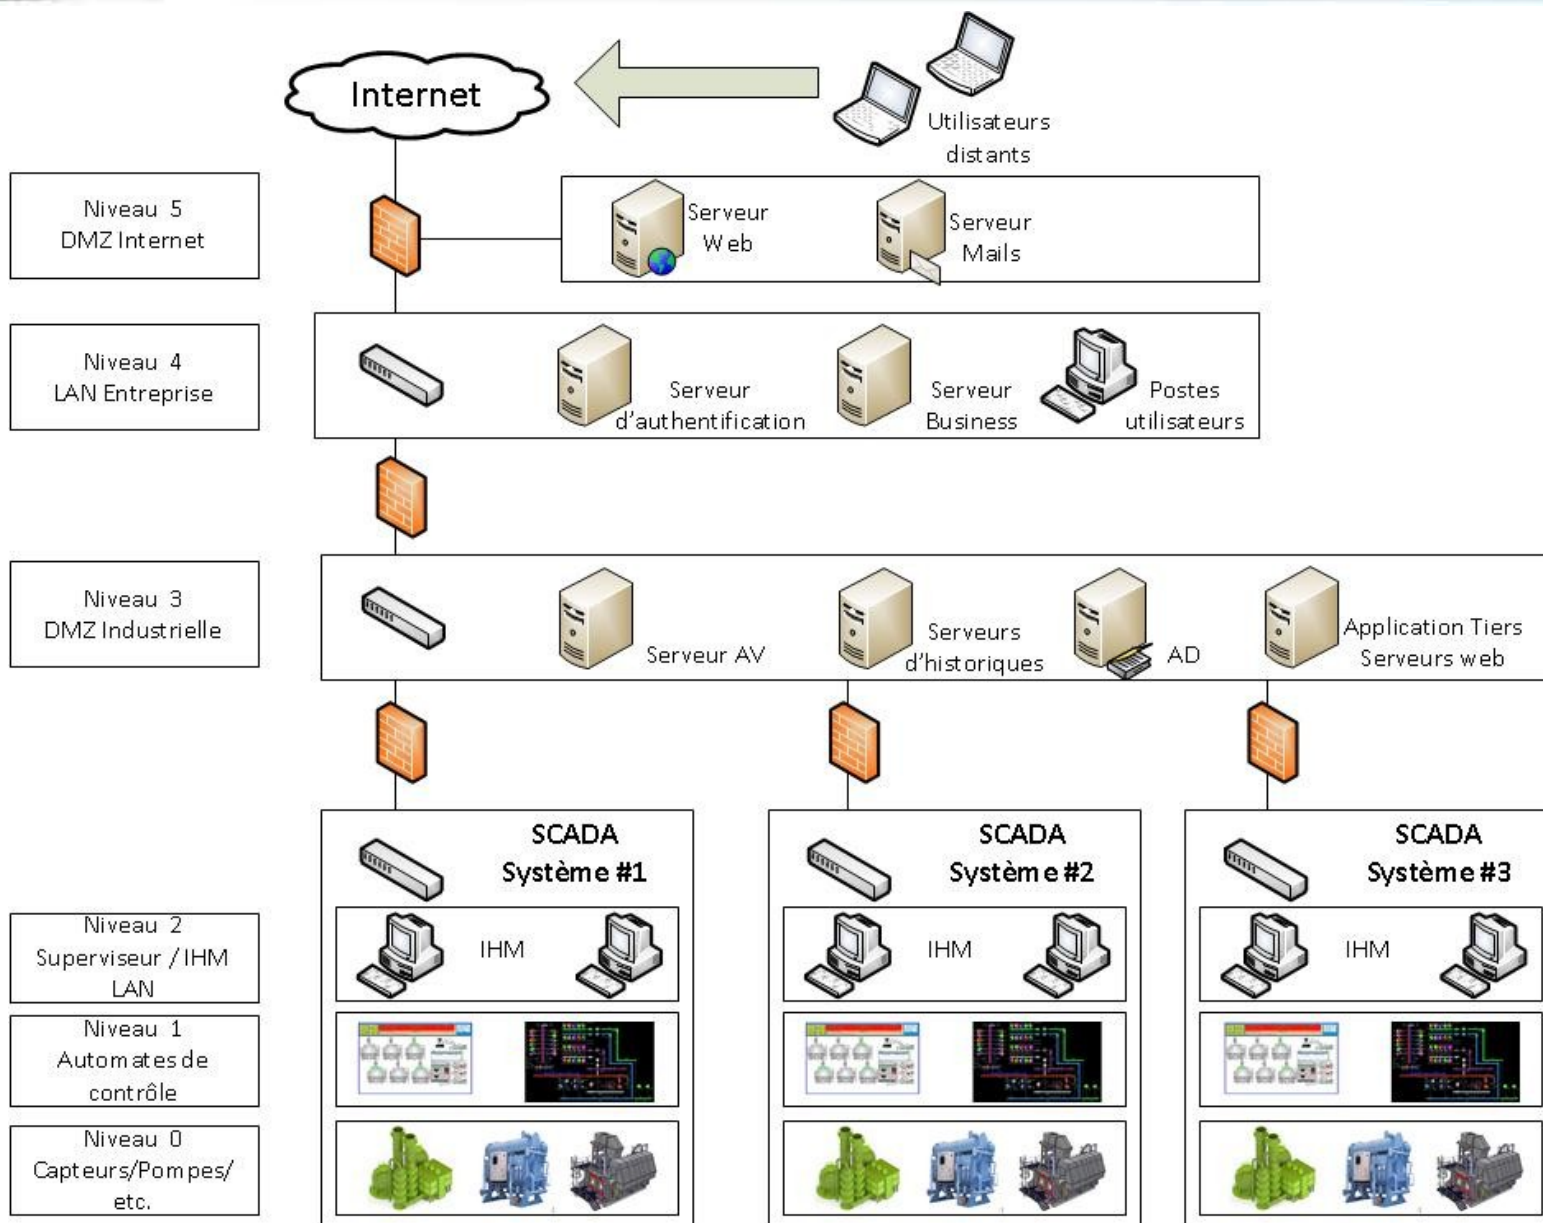 Internet
Utilisateurs
distants
Niveau 5
DMZ Internet
Serveur
Web
Serveur
Mails
Niveau 4
LAN Entreprise
Serveur
d'authentification
Serveur
Business
Postes
utilisateurs
Niveau 3
DMZ Industrielle
Serveur AV
Serveurs
d'historiques
AD
Application Tiers
Serveurs web
SCADA
Système #1
SCADA
Système #2
SCADA
Système #3
Niveau 2
Superviseur / IHM
LAN
IHM
IHM
IHM
Niveau 1
Automates de
contrôle
Niveau 0
Capteurs/Pompes/
etc.